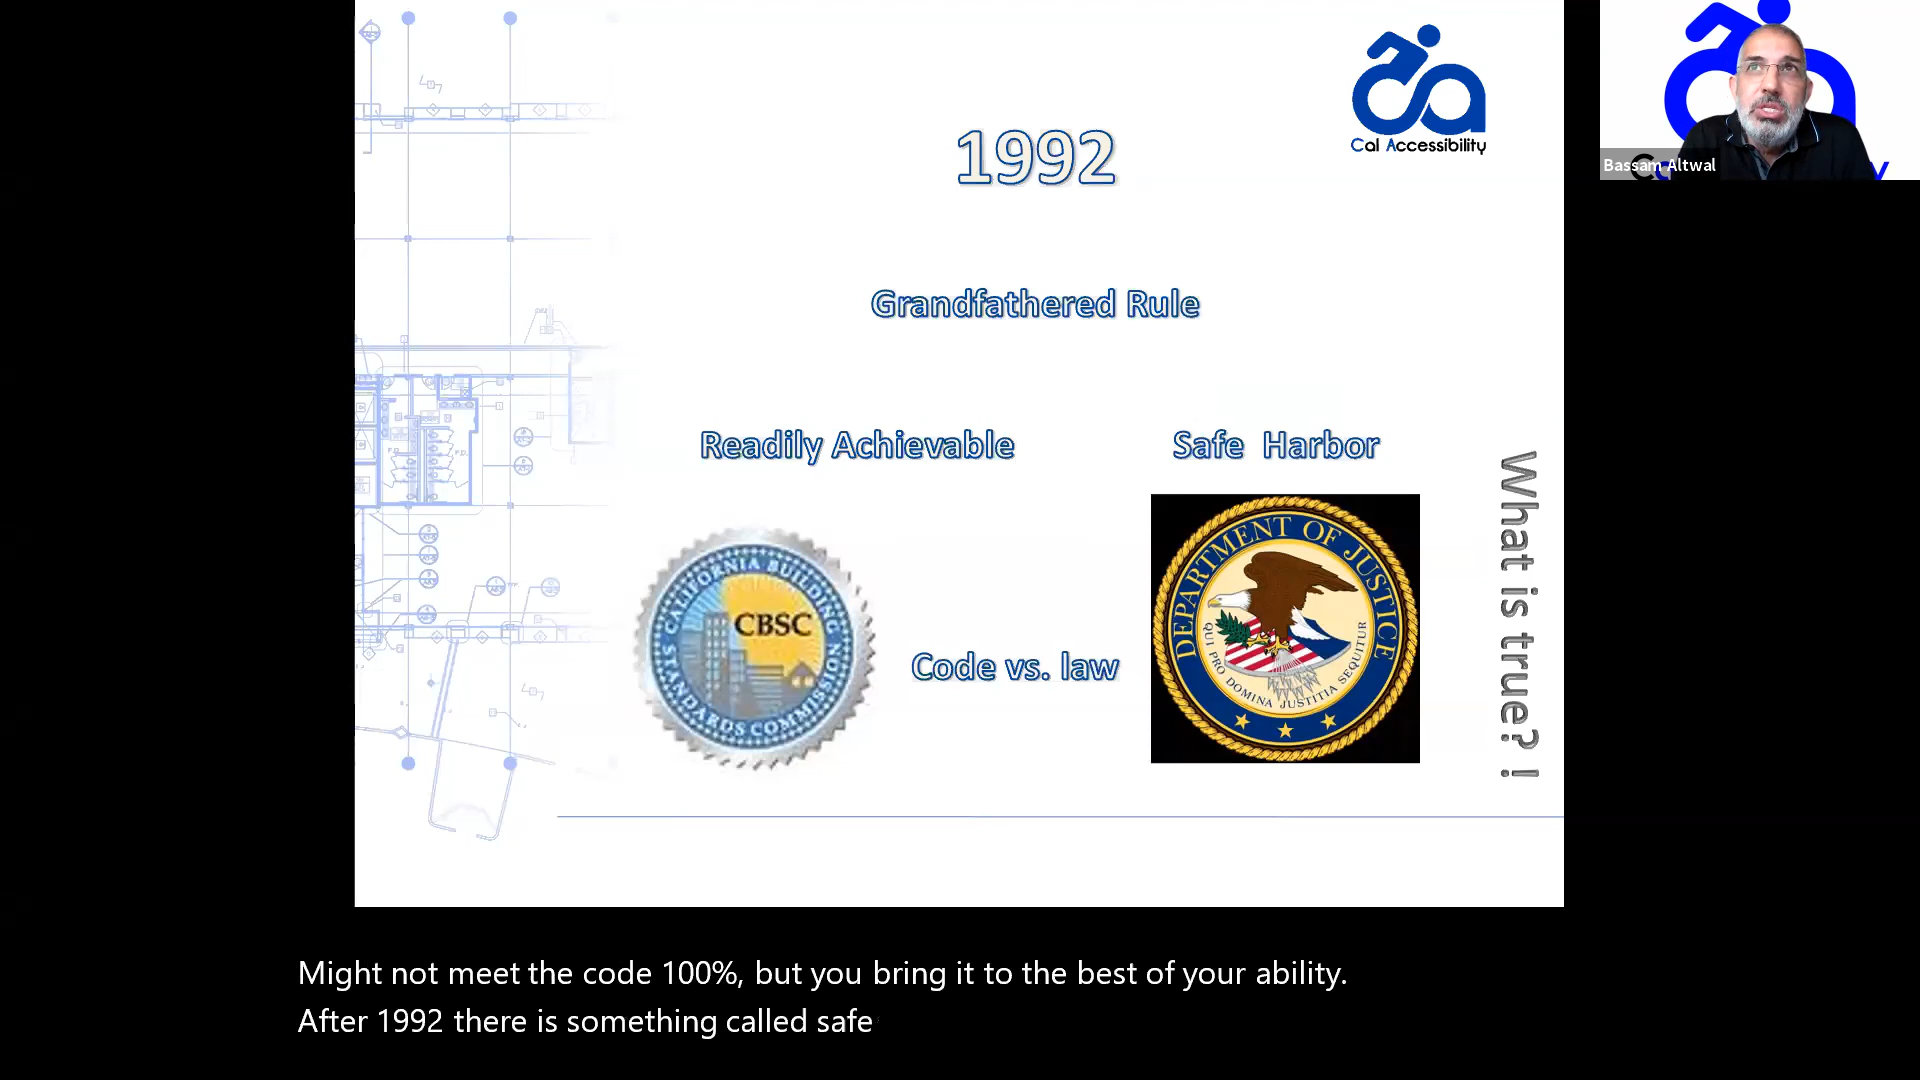 1992
Cal Accessibility
Bassam Altwal
Grandfathered Rule
Readily Achievable
Safe Harbor
CALIFORNIA BUILDING
CBSC
STANDARDS COMMISSION
Code vs. law
DEPARTMENT OF JUSTICE
QUI PRO DOMINA JUSTITIA SEQUITUR
What is true? !
Might not meet the code 100%, but you bring it to the best of your ability.
After 1992 there is something called safe